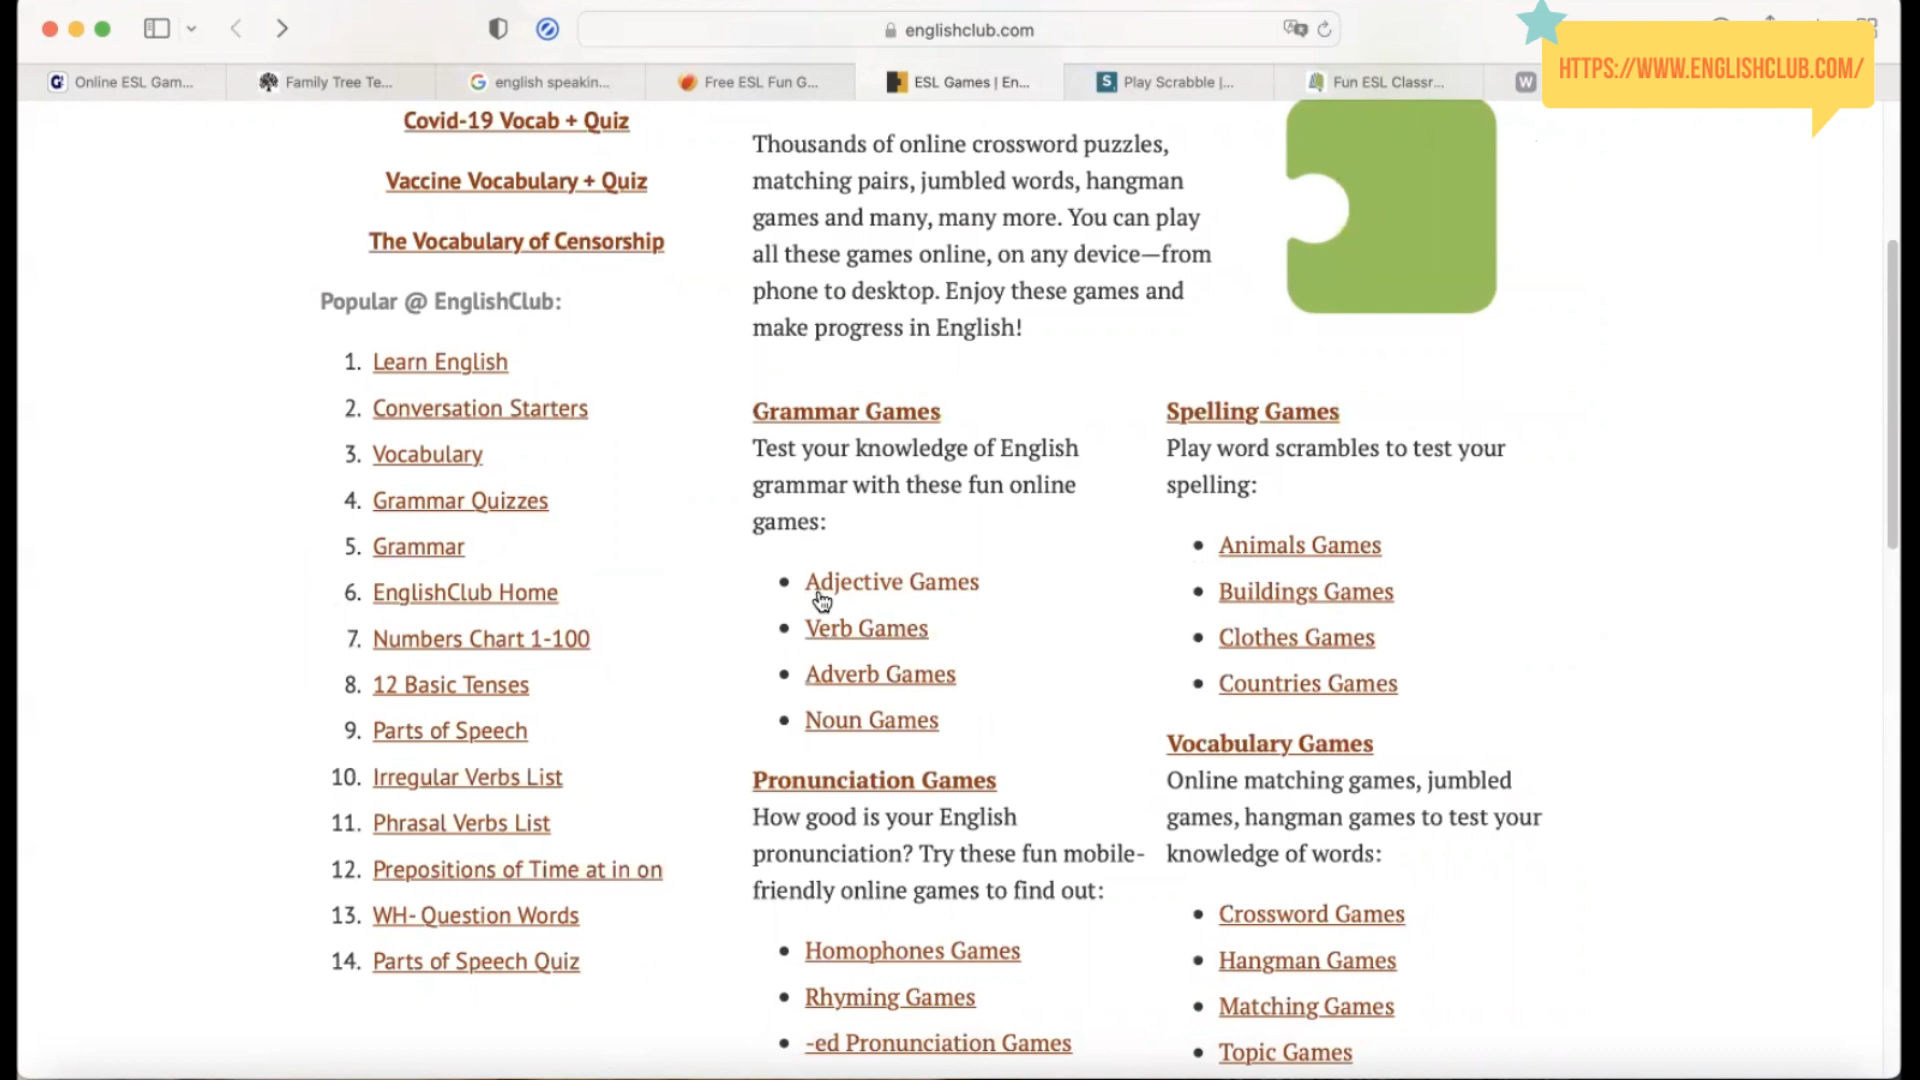 englishclub.com
HTTPS://WWW.ENGLISHCLUB.COM/
Online ESL Gam...
Family Tree Te...
english speakin...
Free ESL Fun G...
ESL Games | En...
Play Scrabble |...
Fun ESL Classr...
Covid-19 Vocab + Quiz
Vaccine Vocabulary + Quiz
The Vocabulary of Censorship
Popular @ EnglishClub:
1. Learn English
2. Conversation Starters
3. Vocabulary
4. Grammar Quizzes
5. Grammar
6. EnglishClub Home
7. Numbers Chart 1-100
8. 12 Basic Tenses
9. Parts of Speech
10. Irregular Verbs List
11. Phrasal Verbs List
12. Prepositions of Time at in on
13. WH- Question Words
14. Parts of Speech Quiz
Thousands of online crossword puzzles,
matching pairs, jumbled words, hangman
games and many, many more. You can play
all these games online, on any device—from
phone to desktop. Enjoy these games and
make progress in English!
Grammar Games
Test your knowledge of English
grammar with these fun online
games:
• Adjective Games
• Verb Games
• Adverb Games
• Noun Games
Pronunciation Games
How good is your English
pronunciation? Try these fun mobile-
friendly online games to find out:
• Homophones Games
• Rhyming Games
• -ed Pronunciation Games
Spelling Games
Play word scrambles to test your
spelling:
• Animals Games
• Buildings Games
• Clothes Games
• Countries Games
Vocabulary Games
Online matching games, jumbled
games, hangman games to test your
knowledge of words:
• Crossword Games
• Hangman Games
• Matching Games
• Topic Games